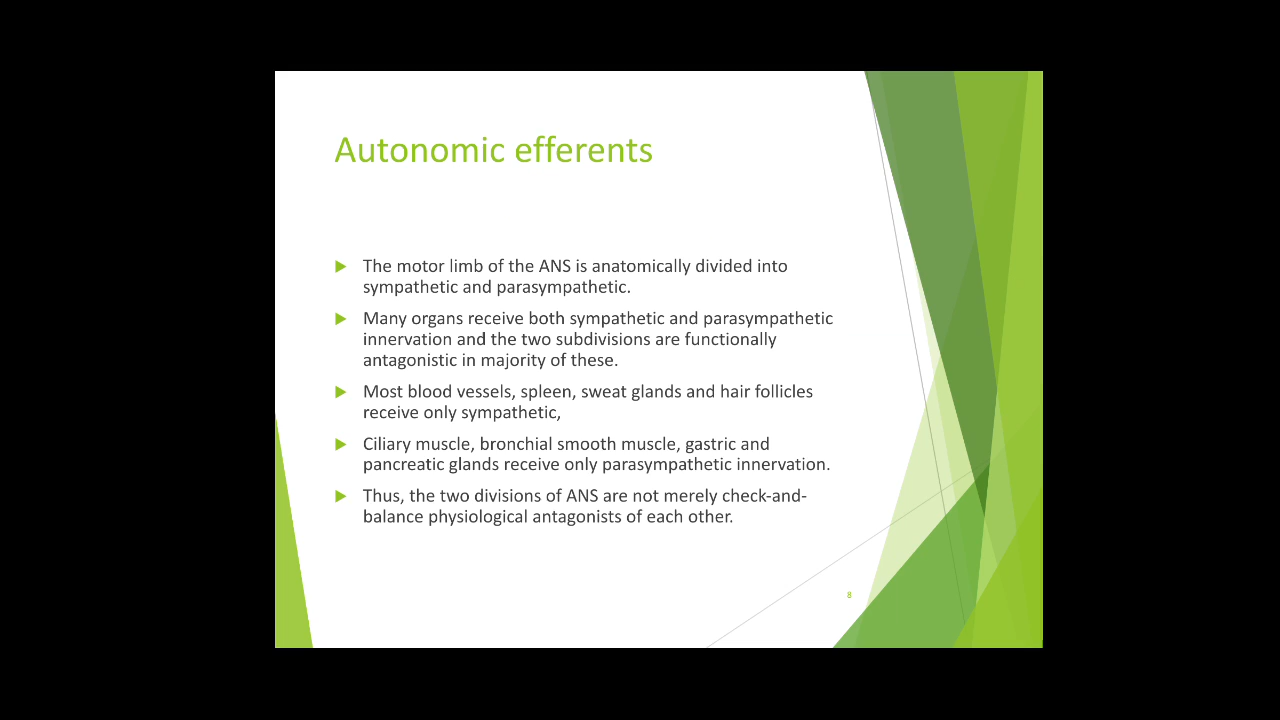 Autonomic efferents
The motor limb of the ANS is anatomically divided into
sympathetic and parasympathetic.
Many organs receive both sympathetic and parasympathetic
innervation and the two subdivisions are functionally
antagonistic in majority of these.
Most blood vessels, spleen, sweat glands and hair follicles
receive only sympathetic,
Ciliary muscle, bronchial smooth muscle, gastric and
pancreatic glands receive only parasympathetic innervation.
Thus, the two divisions of ANS are not merely check-and-
balance physiological antagonists of each other.
8